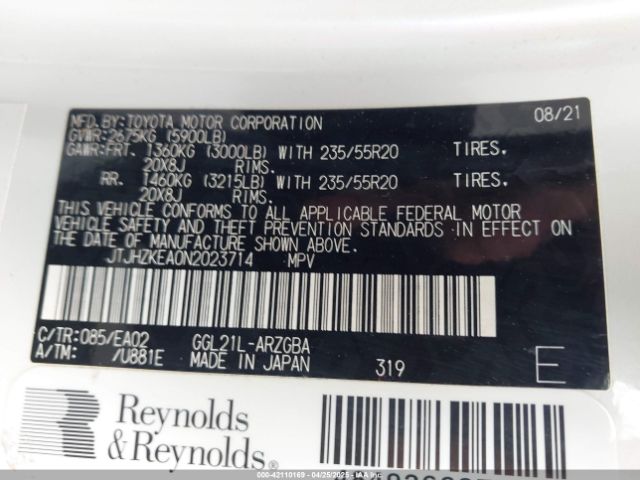 MFD.BY:TOYOTA MOTOR CORPORATION 08/21
GVWR:2675KG (5900LB)
GAWR:FRT. 1360KG (3000LB) WITH 235/55R20 TIRES.
20X8J RIMS.
RR. 1460KG (3215LB) WITH 235/55R20 TIRES.
20X8J RIMS.
THIS VEHICLE CONFORMS TO ALL APPLICABLE FEDERAL MOTOR
VEHICLE SAFETY AND THEFT PREVENTION STANDARDS IN EFFECT ON
THE DATE OF MANUFACTURE SHOWN ABOVE.
JTJHZKEA0N2023714 MPV
C/TR:085/EA02 GGL21L-ARZGBA
A/TM: /U881E MADE IN JAPAN 319 E
Reynolds
&Reynolds®
000-42110169 - 04/25/2025 - IAAI.COM